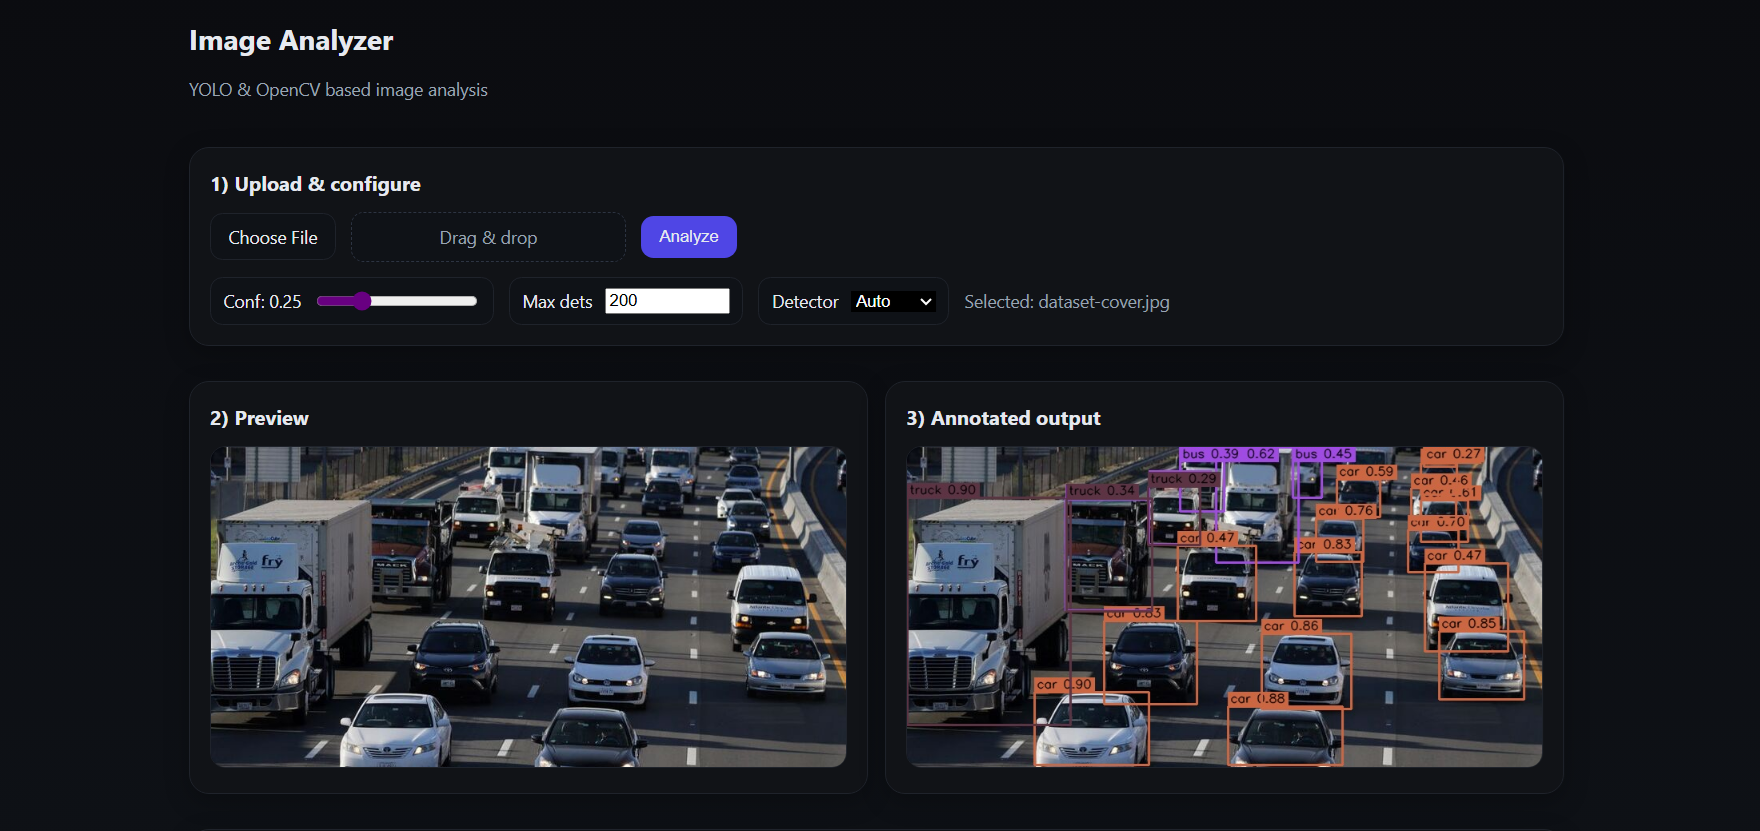 Image Analyzer
YOLO & OpenCV based image analysis
1) Upload & configure
Choose File
Drag & drop
Analyze
Conf: 0.25
Max dets
200
Detector
Auto
Selected: dataset-cover.jpg
2) Preview
fry
MACK
3) Annotated output
bus 0.39
0.62
bus 0.45
car 0.27
car 0.59
truck 0.29
car 0.46
truck 0.90
truck 0.34
0.61
car 0.76
car 0.70
car 0.47
car 0.83
car 0.47
fry
car 0.83
car 0.86
car 0.85
car 0.90
car 0.88